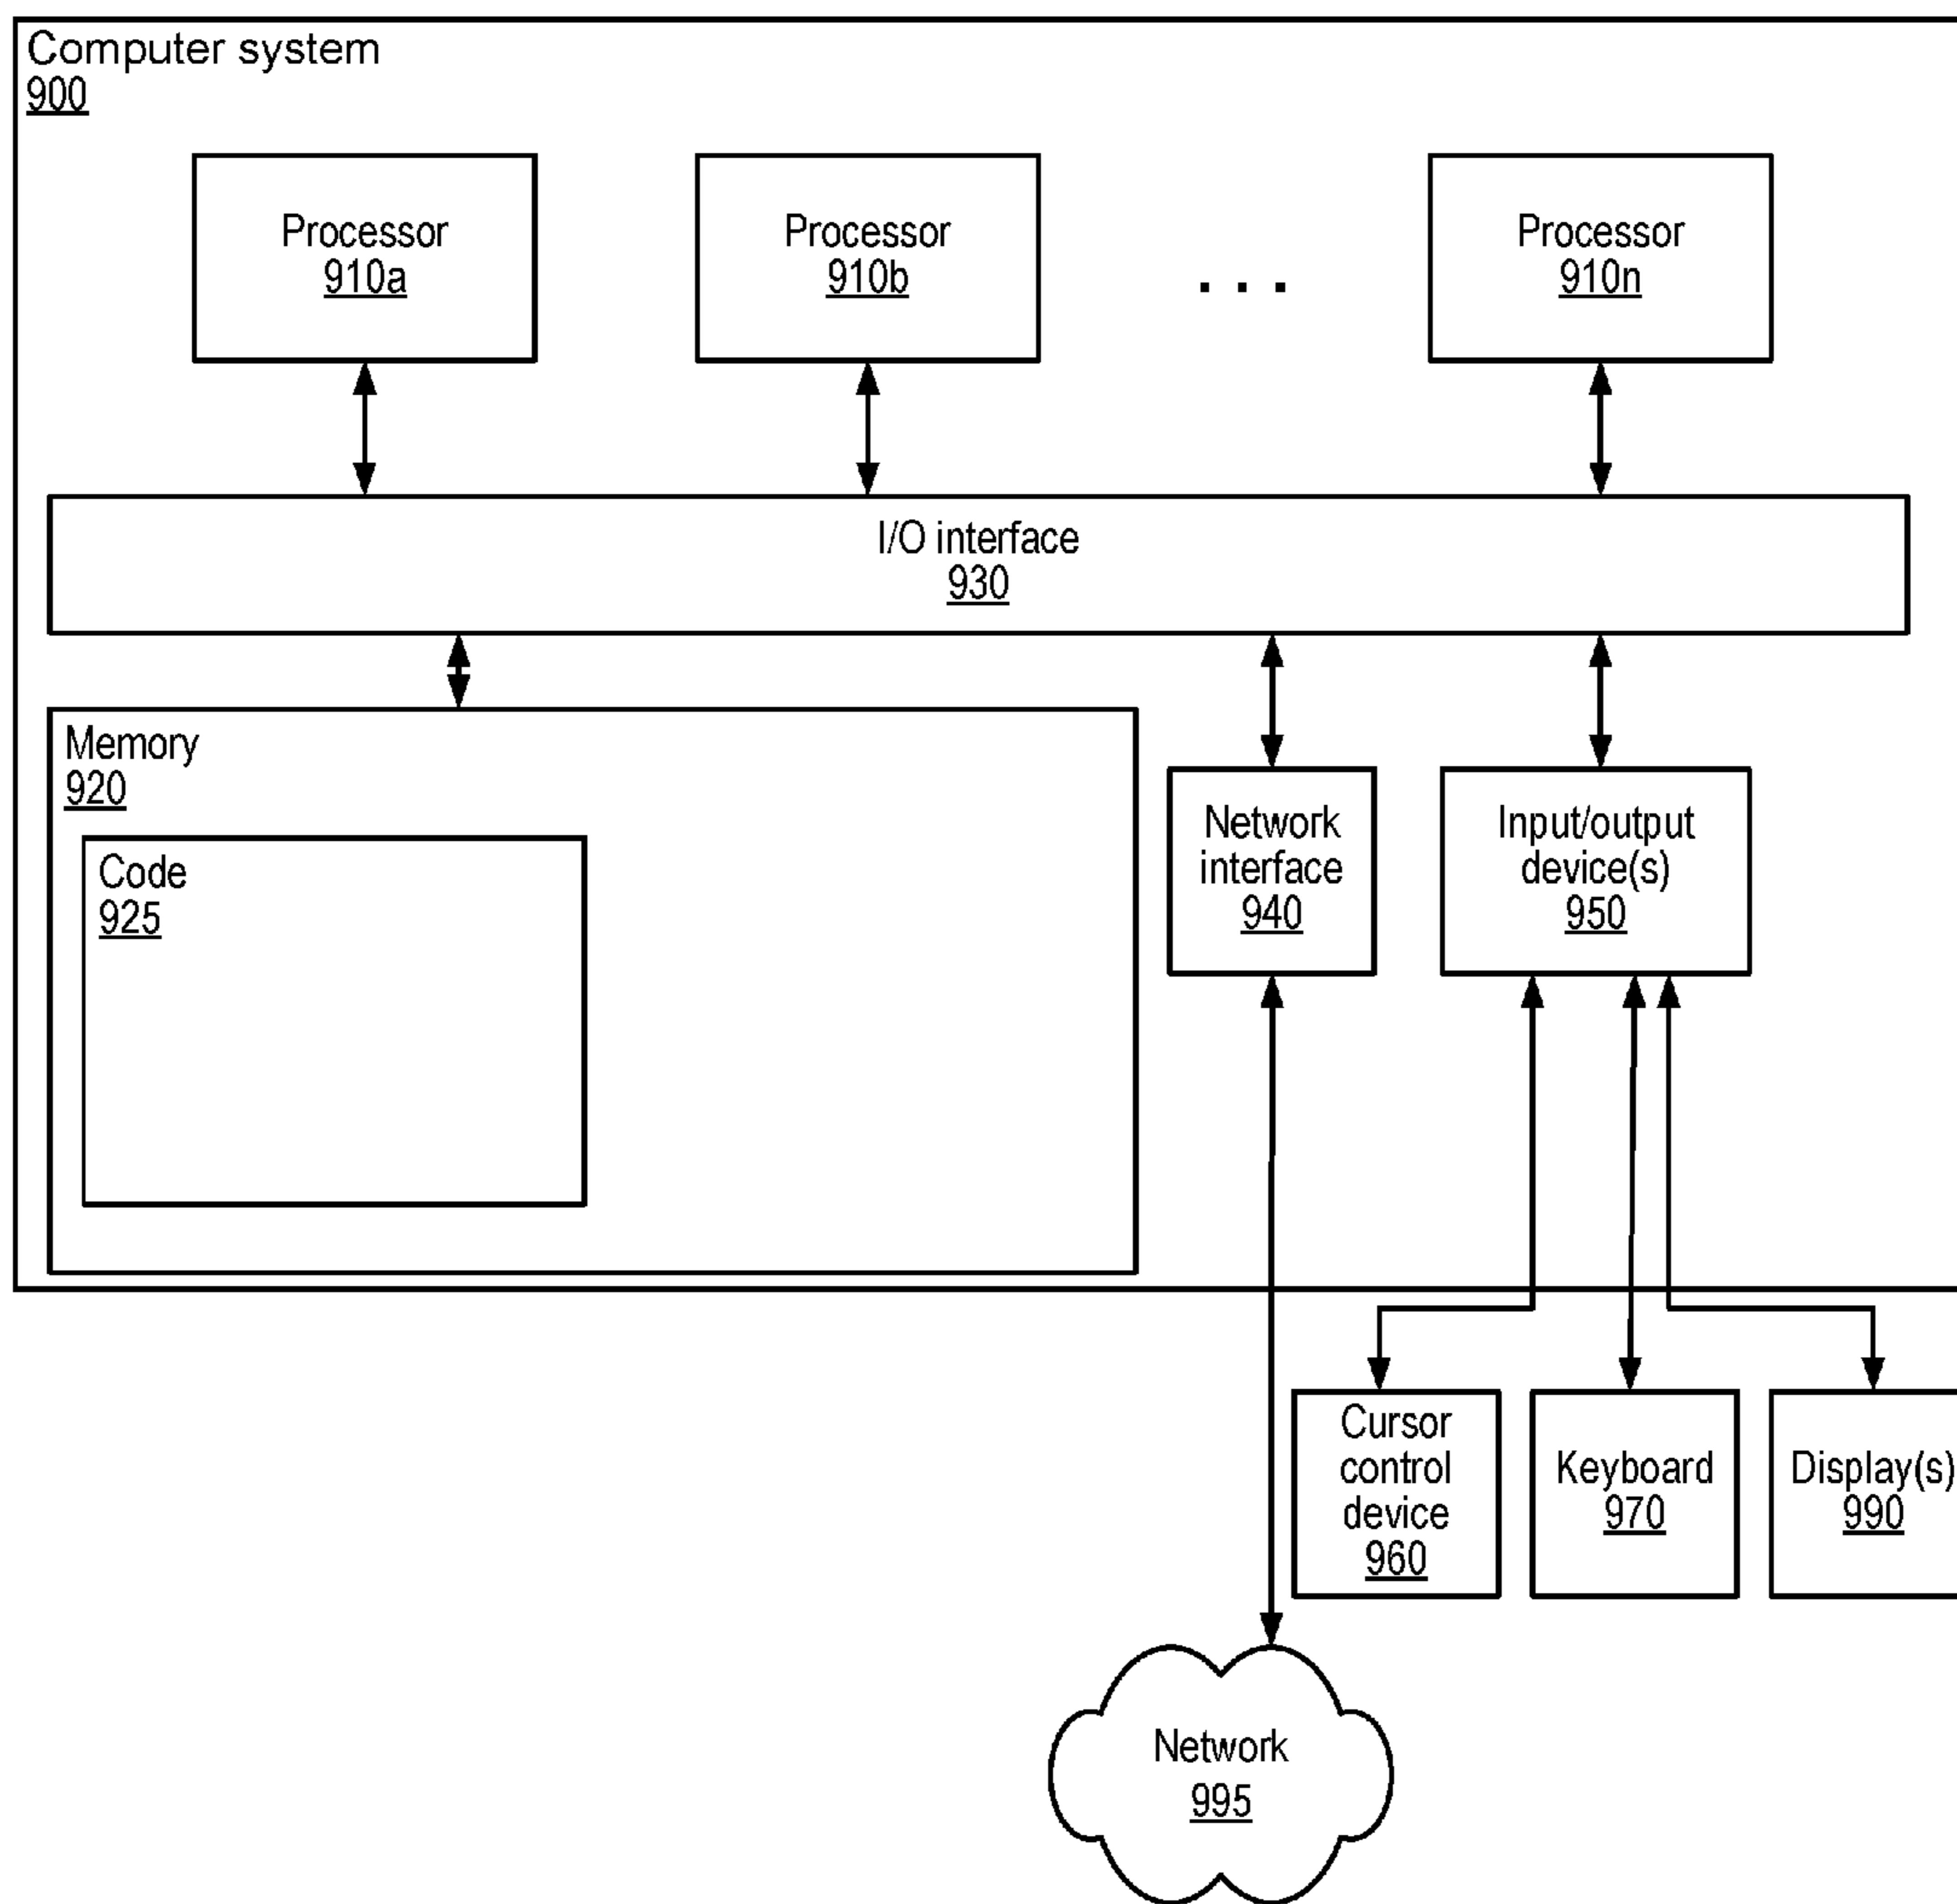 Computer system
900
Processor
910a
Processor
910b
. . .
Processor
910n
I/O interface
930
Memory
920
Code
925
Network
interface
940
Input/output
device(s)
950
Cursor
control
device
960
Keyboard
970
Display(s)
990
Network
995